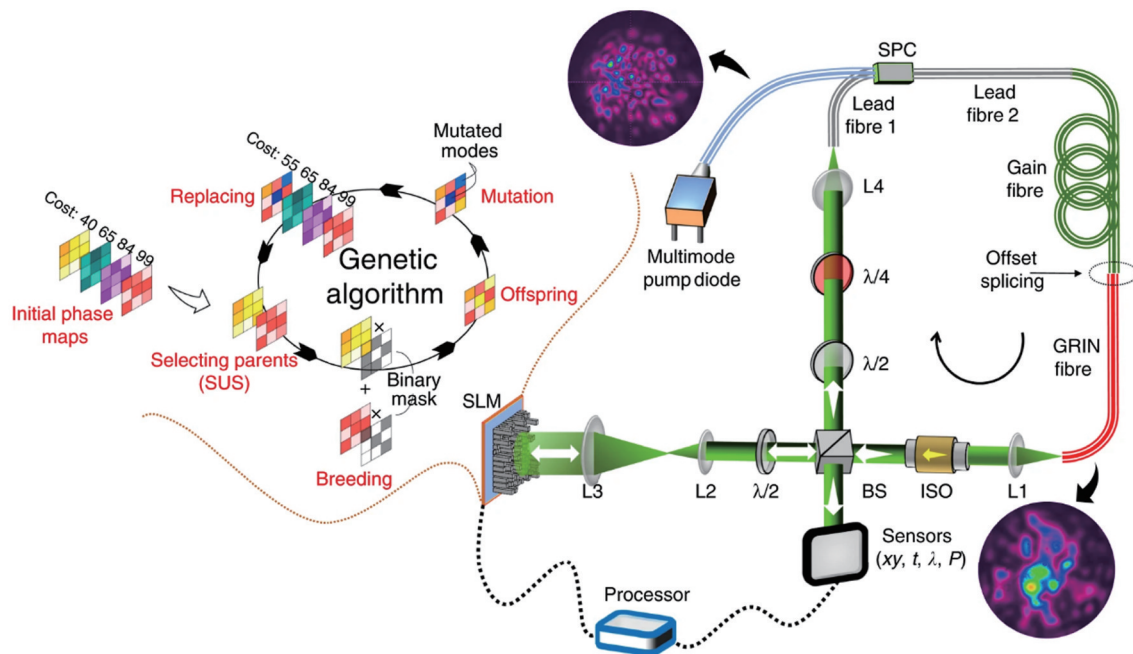 Cost: 40 65 84 99
Initial phase
maps
Cost: 55 65 84 99
Replacing
Mutated
modes
Mutation
Genetic
algorithm
Offspring
Selecting parents
(SUS)
×
+
×
Binary
mask
Breeding
SPC
Lead
fibre 1
Lead
fibre 2
Gain
fibre
Multimode
pump diode
L4
λ/4
λ/2
Offset
splicing
GRIN
fibre
SLM
L3
L2
λ/2
BS
ISO
L1
Sensors
(xy, t, λ, P)
Processor